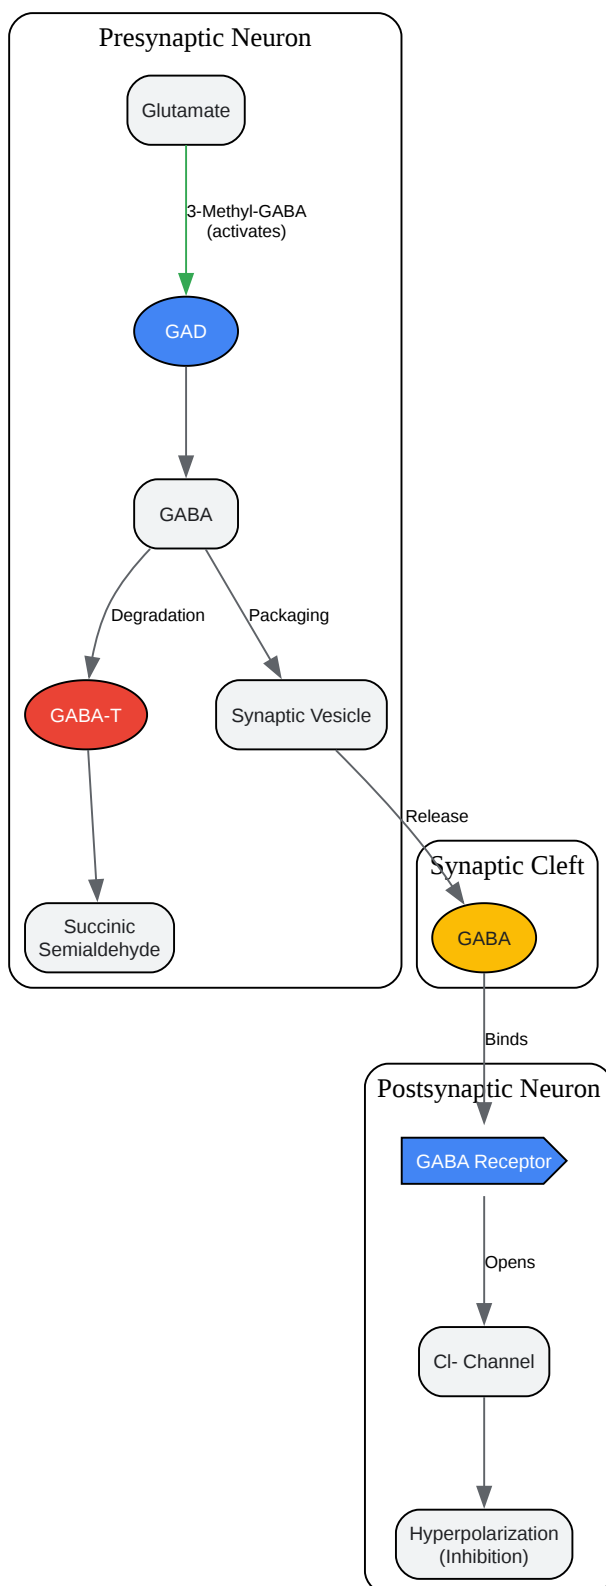 Presynaptic Neuron
Glutamate
3-Methyl-GABA
(activates)
GAD
GABA
Degradation
Packaging
GABA-T
Synaptic Vesicle
Release
Succinic
Semialdehyde
Synaptic Cleft
GABA
Binds
Postsynaptic Neuron
GABA Receptor
Opens
Cl- Channel
Hyperpolarization
(Inhibition)